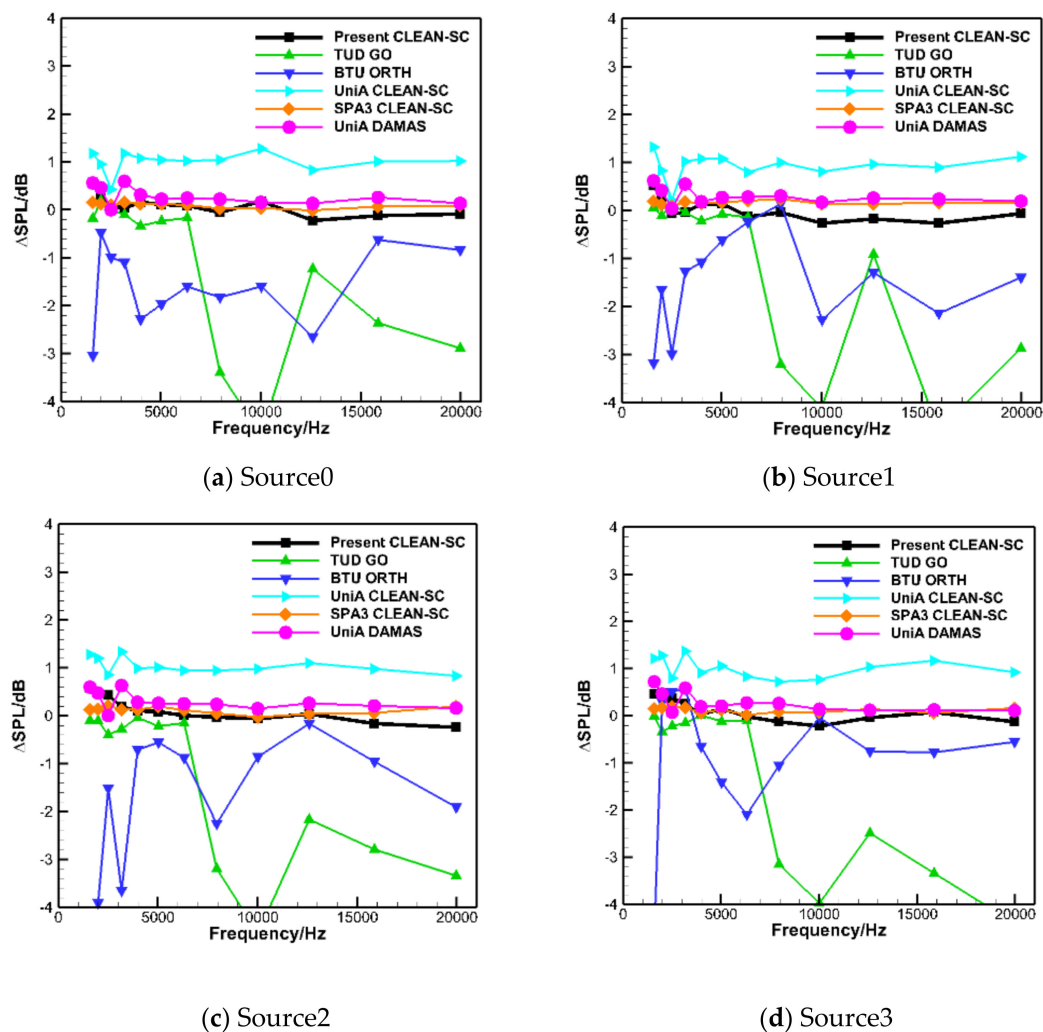 4
3
2
1
0
-1
-2
-3
-4
ΔSPL/dB
0 5000 10000 15000 20000
Frequency/Hz
Present CLEAN-SC
TUD GO
BTU ORTH
UniA CLEAN-SC
SPA3 CLEAN-SC
UniA DAMAS
(a) Source0
4
3
2
1
0
-1
-2
-3
-4
ΔSPL/dB
0 5000 10000 15000 20000
Frequency/Hz
Present CLEAN-SC
TUD GO
BTU ORTH
UniA CLEAN-SC
SPA3 CLEAN-SC
UniA DAMAS
(b) Source1
4
3
2
1
0
-1
-2
-3
-4
ΔSPL/dB
0 5000 10000 15000 20000
Frequency/Hz
Present CLEAN-SC
TUD GO
BTU ORTH
UniA CLEAN-SC
SPA3 CLEAN-SC
UniA DAMAS
(c) Source2
4
3
2
1
0
-1
-2
-3
-4
ΔSPL/dB
0 5000 10000 15000 20000
Frequency/Hz
Present CLEAN-SC
TUD GO
BTU ORTH
UniA CLEAN-SC
SPA3 CLEAN-SC
UniA DAMAS
(d) Source3